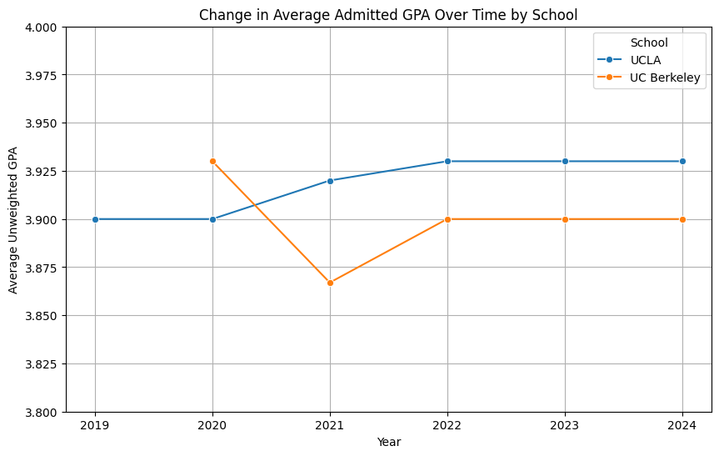 Change in Average Admitted GPA Over Time by School
4.000
3.975
3.950
3.925
3.900
3.875
3.850
3.825
3.800
Average Unweighted GPA
School
UCLA
UC Berkeley
2019 2020 2021 2022 2023 2024
Year